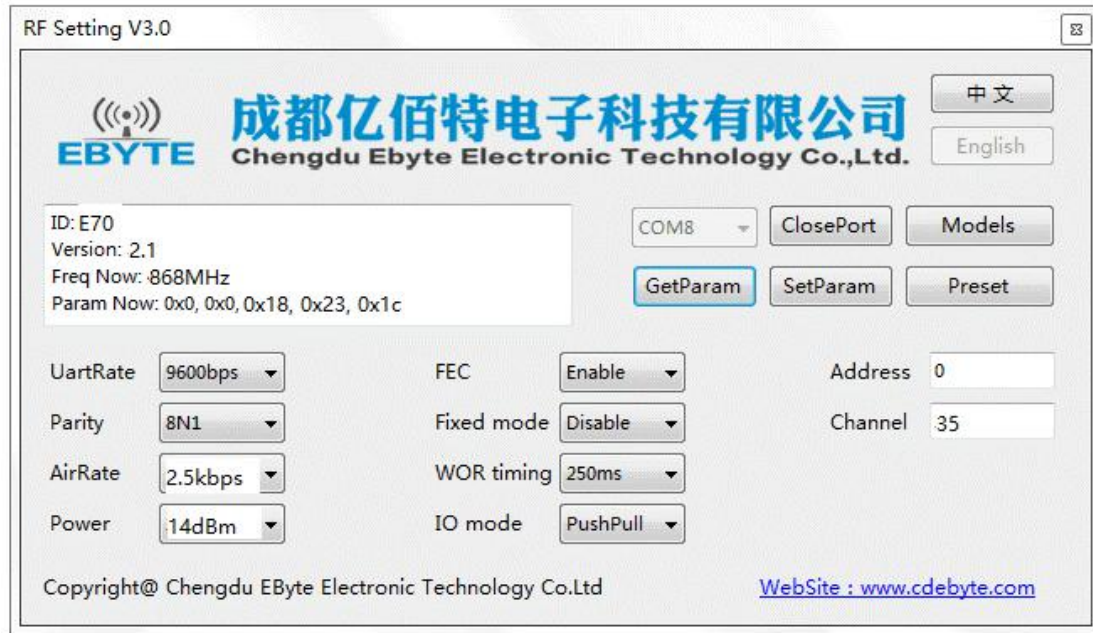 RF Setting V3.0
EBYTE
成都亿佰特电子科技有限公司
Chengdu Ebyte Electronic Technology Co.,Ltd.
中文
English
ID: E70
Version: 2.1
Freq Now: 868MHz
Param Now: 0x0, 0x0, 0x18, 0x23, 0x1c
COM8 ClosePort Models
GetParam SetParam Preset
UartRate 9600bps FEC Enable Address 0
Parity 8N1 Fixed mode Disable Channel 35
AirRate 2.5kbps WOR timing 250ms
Power 14dBm IO mode PushPull
Copyright@ Chengdu EByte Electronic Technology Co.Ltd WebSite : www.cdebyte.com